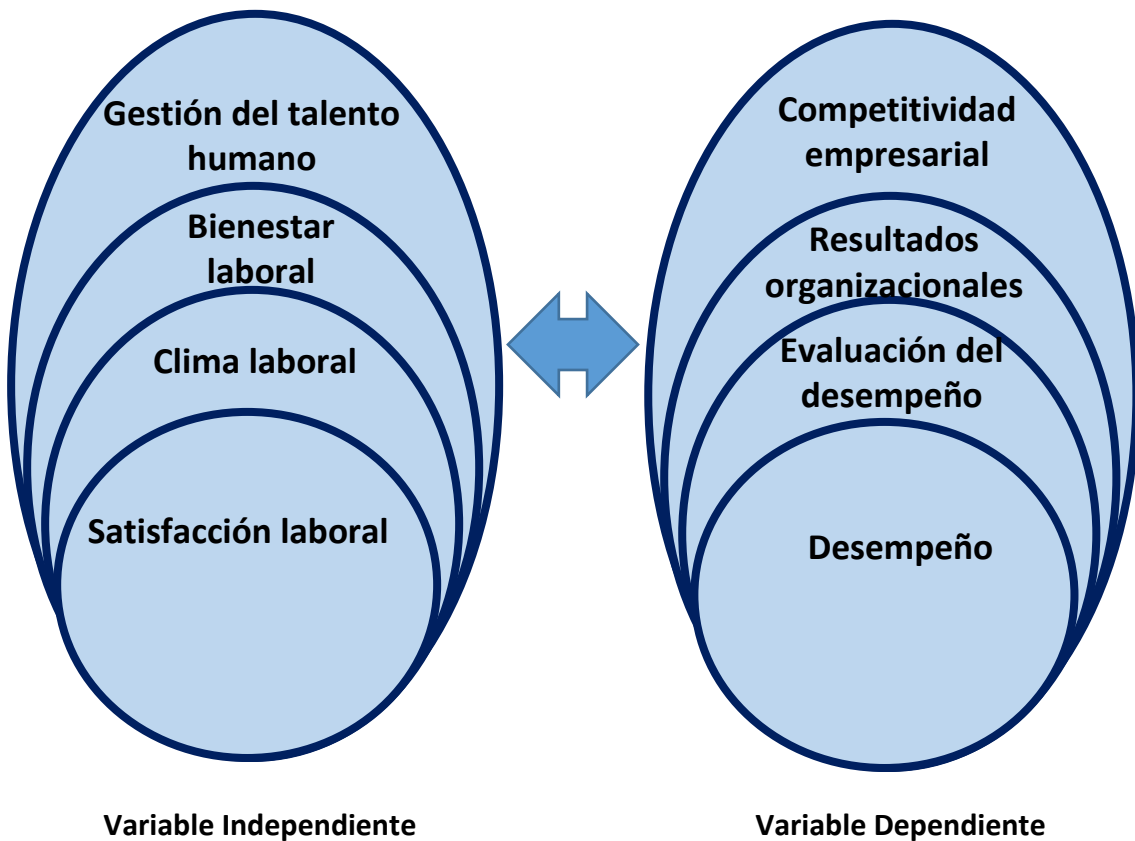 Gestión del talento
humano
Bienestar
laboral
Clima laboral
Satisfacción laboral
Variable Independiente
Competitividad
empresarial
Resultados
organizacionales
Evaluación del
desempeño
Desempeño
Variable Dependiente